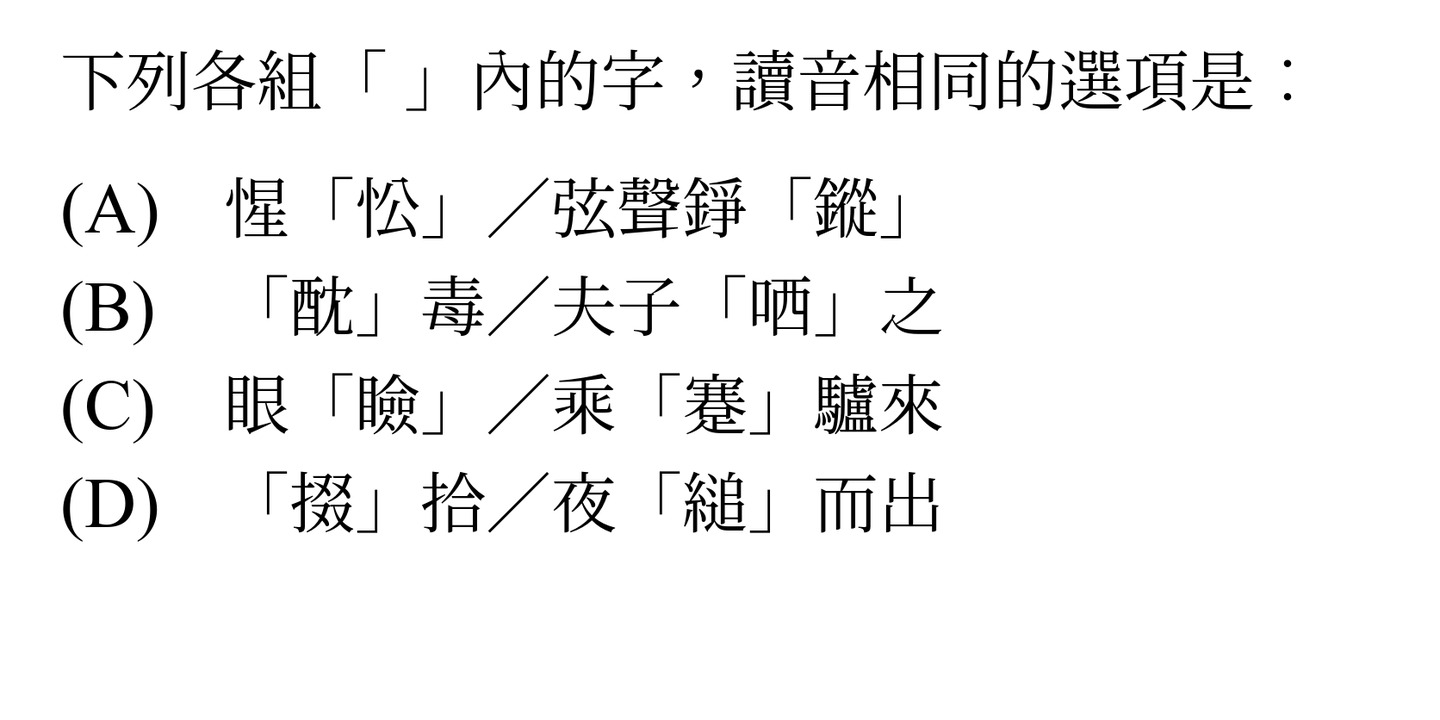 下列各組「 」內的字，讀音相同的選項是：
(A) 惺「忪」／弦聲錚「鏦」
(B) 「酖」毒／夫子「哂」之
(C) 眼「瞼」／乘「蹇」驢來
(D) 「掇」拾／夜「縋」而出